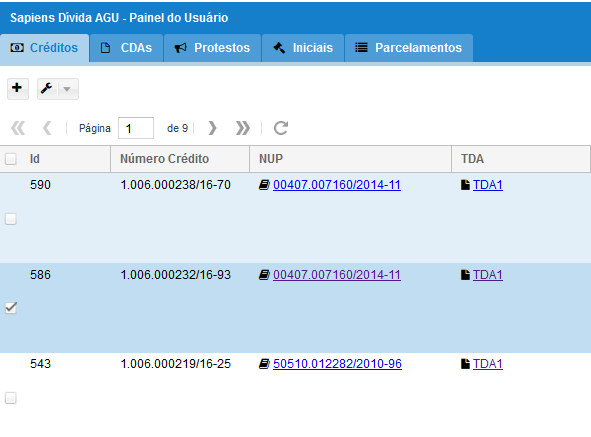 Sapiens Dívida AGU - Painel do Usuário
Créditos CDAs Protestos Iniciais Parcelamentos
Página 1 de 9
Id Número Crédito NUP TDA
590 1.006.000238/16-70 00407.007160/2014-11 TDA1
586 1.006.000232/16-93 00407.007160/2014-11 TDA1
543 1.006.000219/16-25 50510.012282/2010-96 TDA1